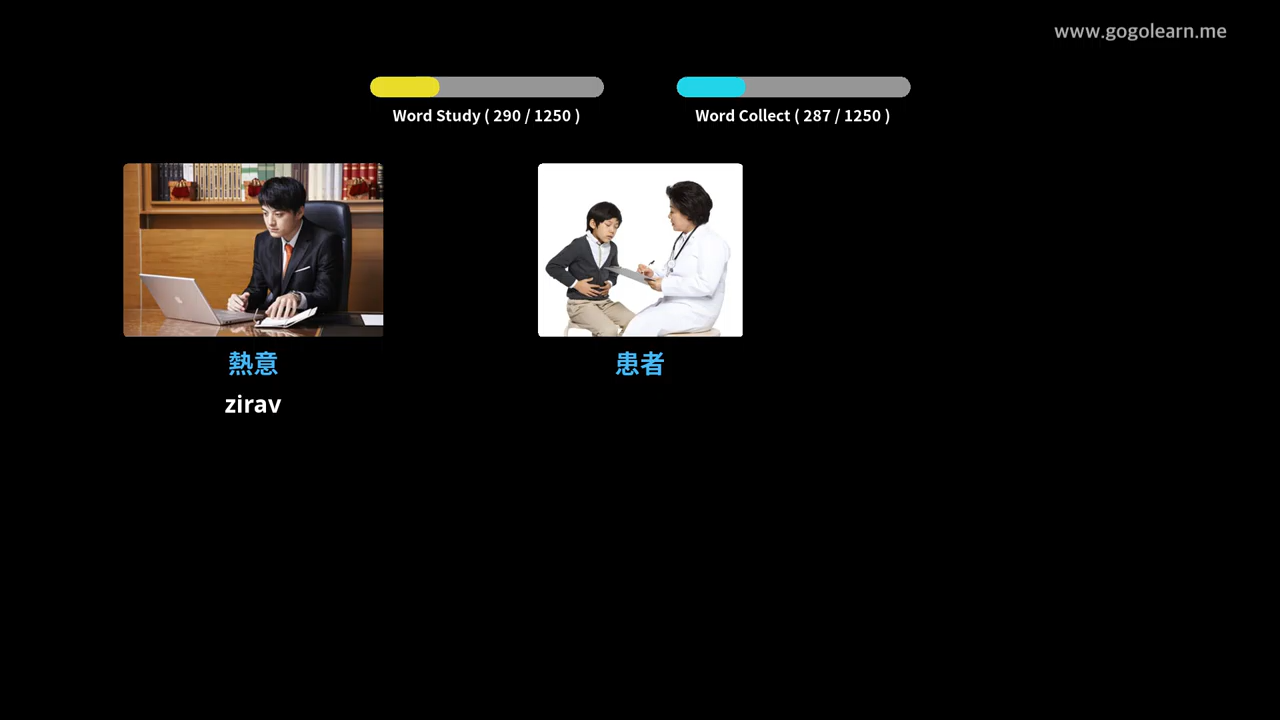 www.gogolearn.me
Word Study ( 290 / 1250 )
Word Collect ( 287 / 1250 )
熱意
患者
zirav